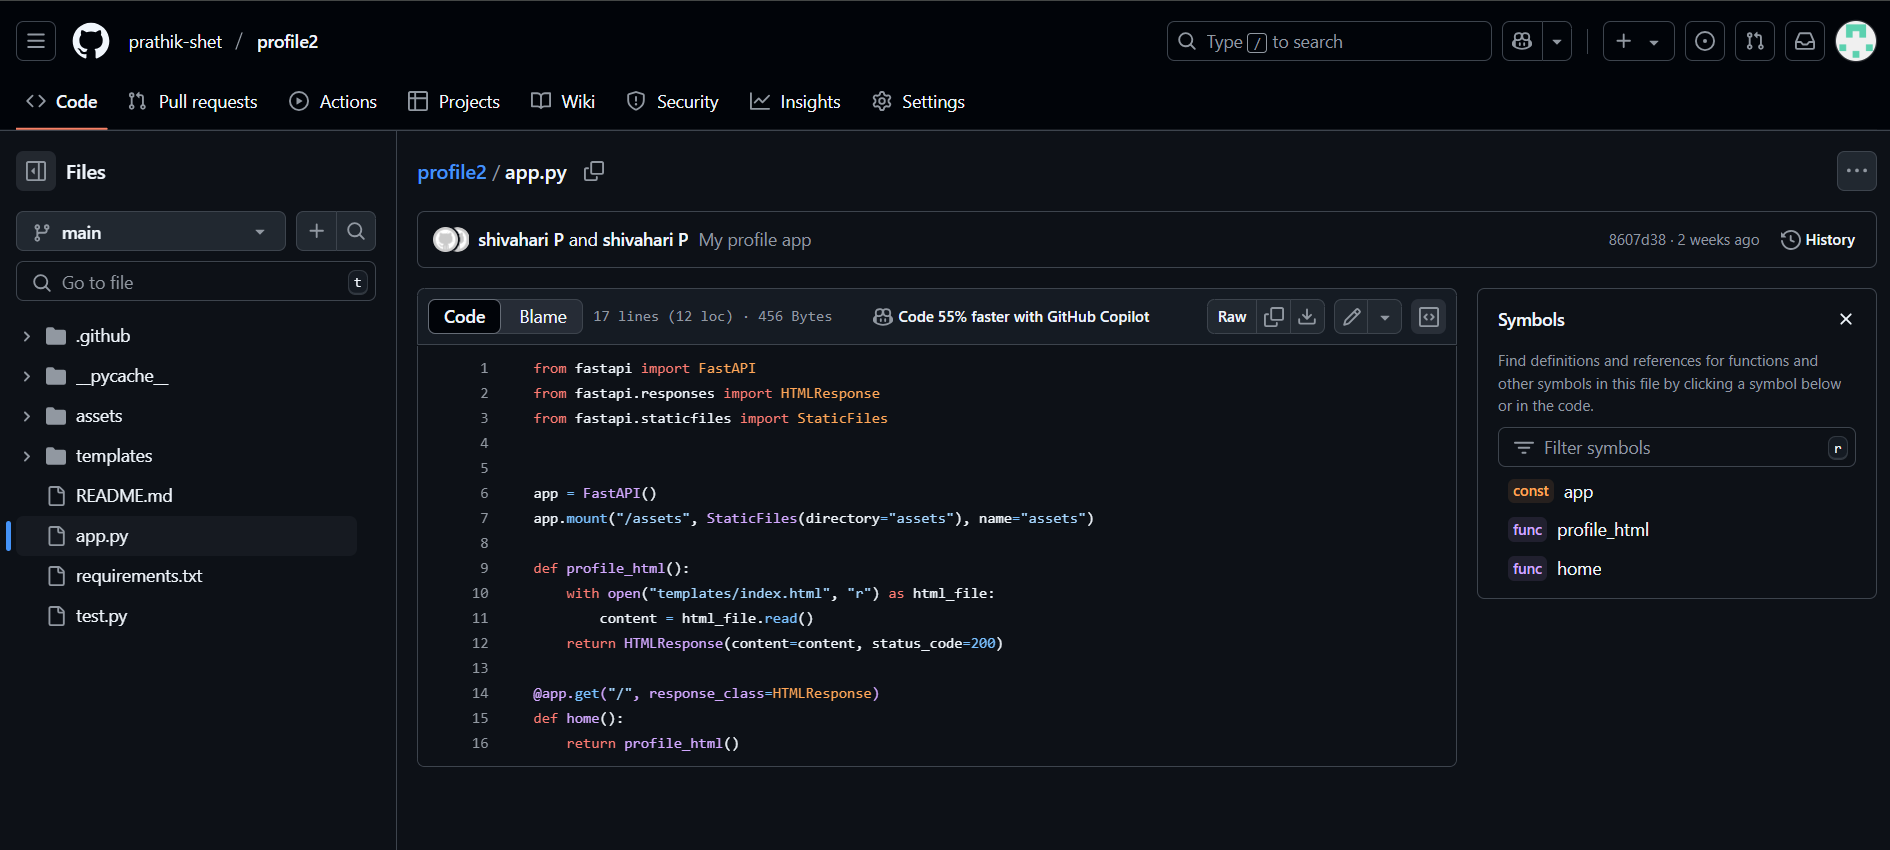 prathik-shet / profile2
Type / to search
Code Pull requests Actions Projects Wiki Security Insights Settings
Files
main
Go to file t
.github
__pycache__
assets
templates
README.md
app.py
requirements.txt
test.py
profile2 / app.py
shivahari P and shivahari P My profile app
8607d38 · 2 weeks ago History
Code Blame 17 lines (12 loc) · 456 Bytes Code 55% faster with GitHub Copilot Raw
1 from fastapi import FastAPI
2 from fastapi.responses import HTMLResponse
3 from fastapi.staticfiles import StaticFiles
4
5
6 app = FastAPI()
7 app.mount("/assets", StaticFiles(directory="assets"), name="assets")
8
9 def profile_html():
10     with open("templates/index.html", "r") as html_file:
11         content = html_file.read()
12     return HTMLResponse(content=content, status_code=200)
13
14 @app.get("/", response_class=HTMLResponse)
15 def home():
16     return profile_html()
Symbols
Find definitions and references for functions and
other symbols in this file by clicking a symbol below
or in the code.
Filter symbols r
const app
func profile_html
func home